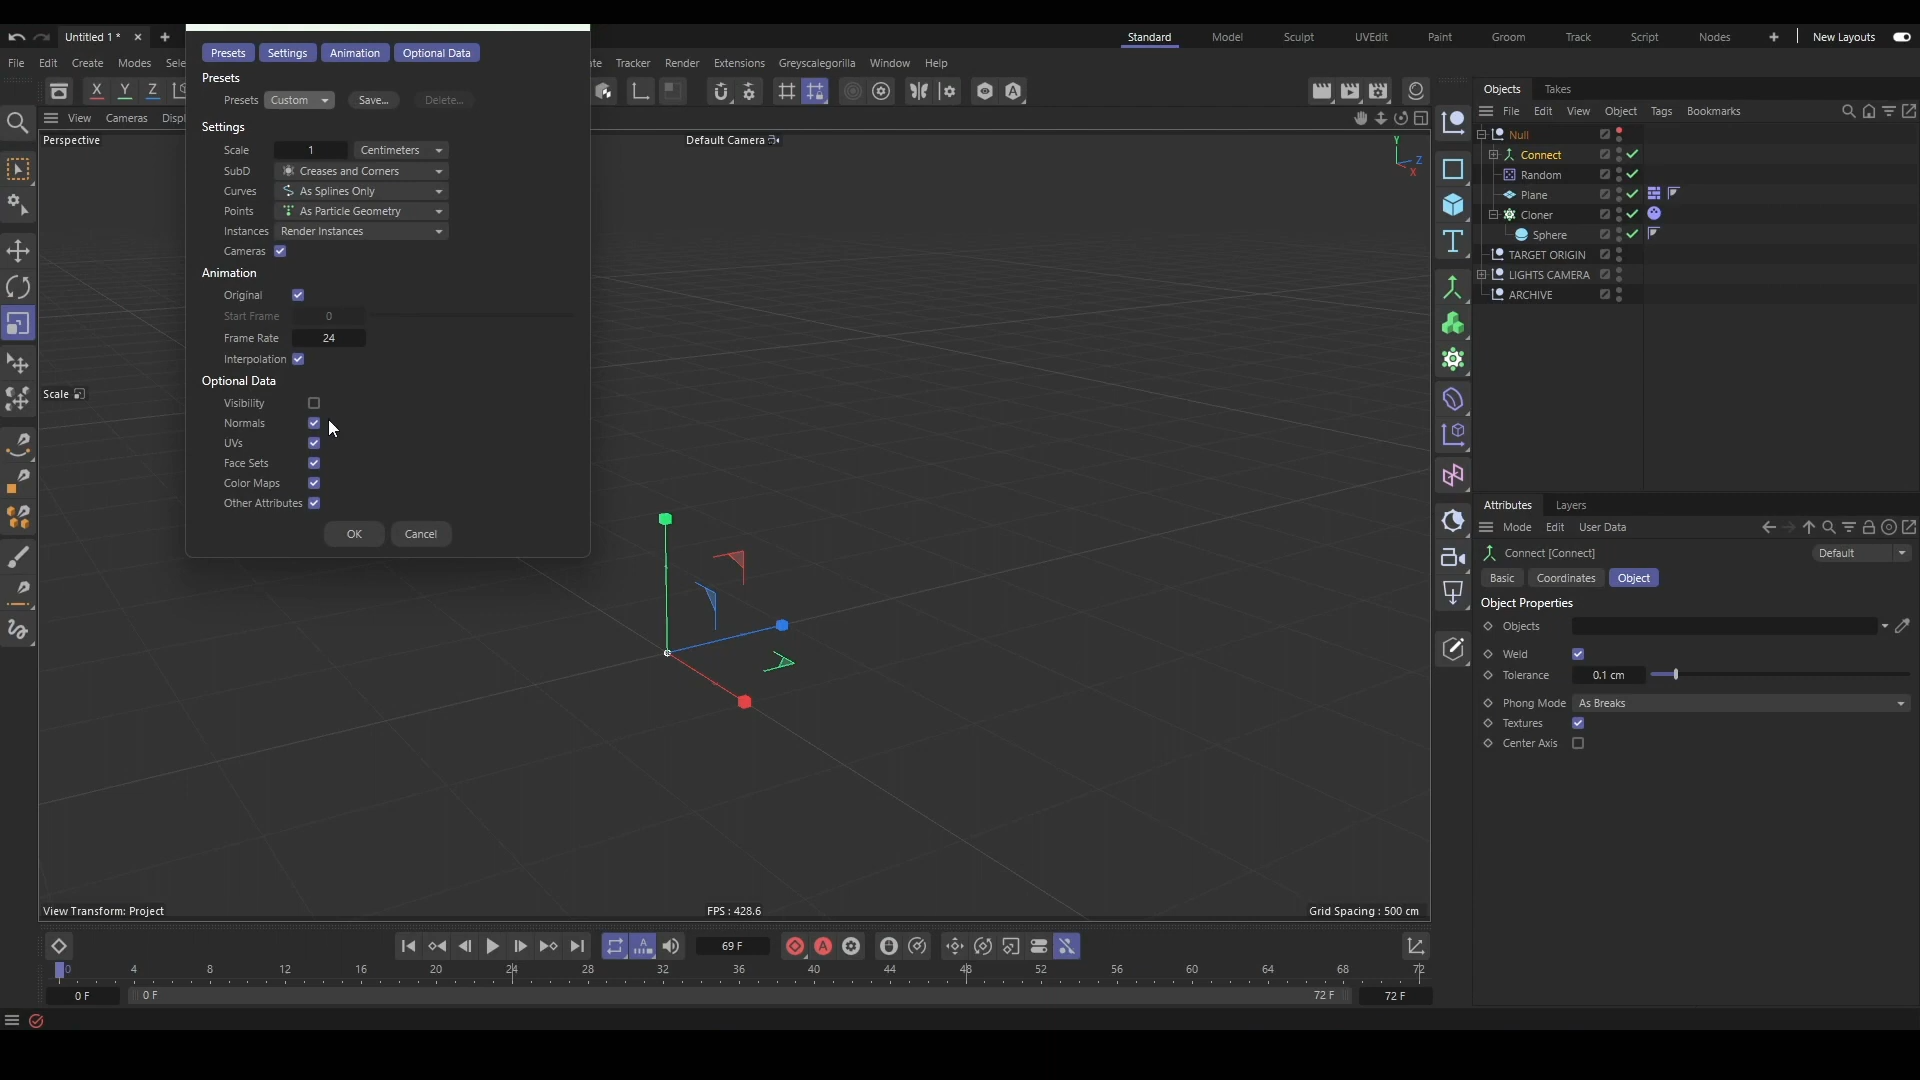 Untitled 1 *
Standard Model Sculpt UVEdit Paint Groom Track Script Nodes New Layouts
File Edit Create Modes Sele
Tracker Render Extensions Greyscalegorilla Window Help
Presets Settings Animation Optional Data
Presets
Presets Custom Save... Delete...
Settings
Scale 1 Centimeters
SubD Creases and Corners
Curves As Splines Only
Points As Particle Geometry
Instances Render Instances
Cameras
Animation
Original
Start Frame 0
Frame Rate 24
Interpolation
Optional Data
Visibility
Normals
UVs
Face Sets
Color Maps
Other Attributes
OK Cancel
X Y Z
View Cameras Displ
Perspective
Default Camera
Y
Z
X
Scale
View Transform: Project
FPS : 428.6
Grid Spacing : 500 cm
69 F
0 4 8 12 16 20 24 28 32 36 40 44 48 52 56 60 64 68 72
0 F 0 F 72 F 72 F
Objects Takes
File Edit View Object Tags Bookmarks
Null
Connect
Random
Plane
Cloner
Sphere
TARGET ORIGIN
LIGHTS CAMERA
ARCHIVE
Attributes Layers
Mode Edit User Data
Connect [Connect] Default
Basic Coordinates Object
Object Properties
Objects
Weld
Tolerance 0.1 cm
Phong Mode As Breaks
Textures
Center Axis